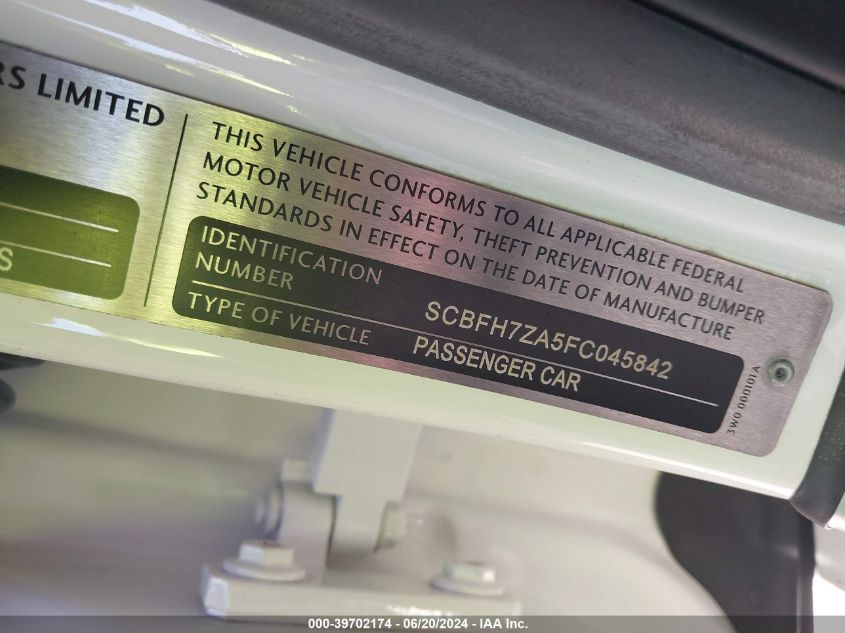 RS LIMITED
S
THIS VEHICLE CONFORMS TO ALL APPLICABLE FEDERAL
MOTOR VEHICLE SAFETY, THEFT PREVENTION AND BUMPER
STANDARDS IN EFFECT ON THE DATE OF MANUFACTURE
IDENTIFICATION
NUMBER
SCBFH7ZA5FC045842
TYPE OF VEHICLE
PASSENGER CAR
3W0 000101A
000-39702174 - 06/20/2024 - IAA Inc.